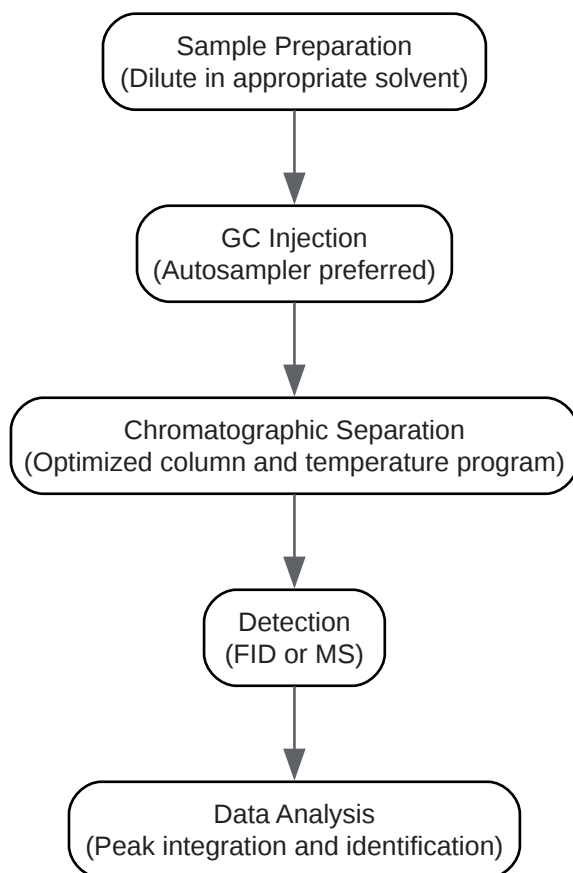 Sample Preparation
(Dilute in appropriate solvent)
GC Injection
(Autosampler preferred)
Chromatographic Separation
(Optimized column and temperature program)
Detection
(FID or MS)
Data Analysis
(Peak integration and identification)